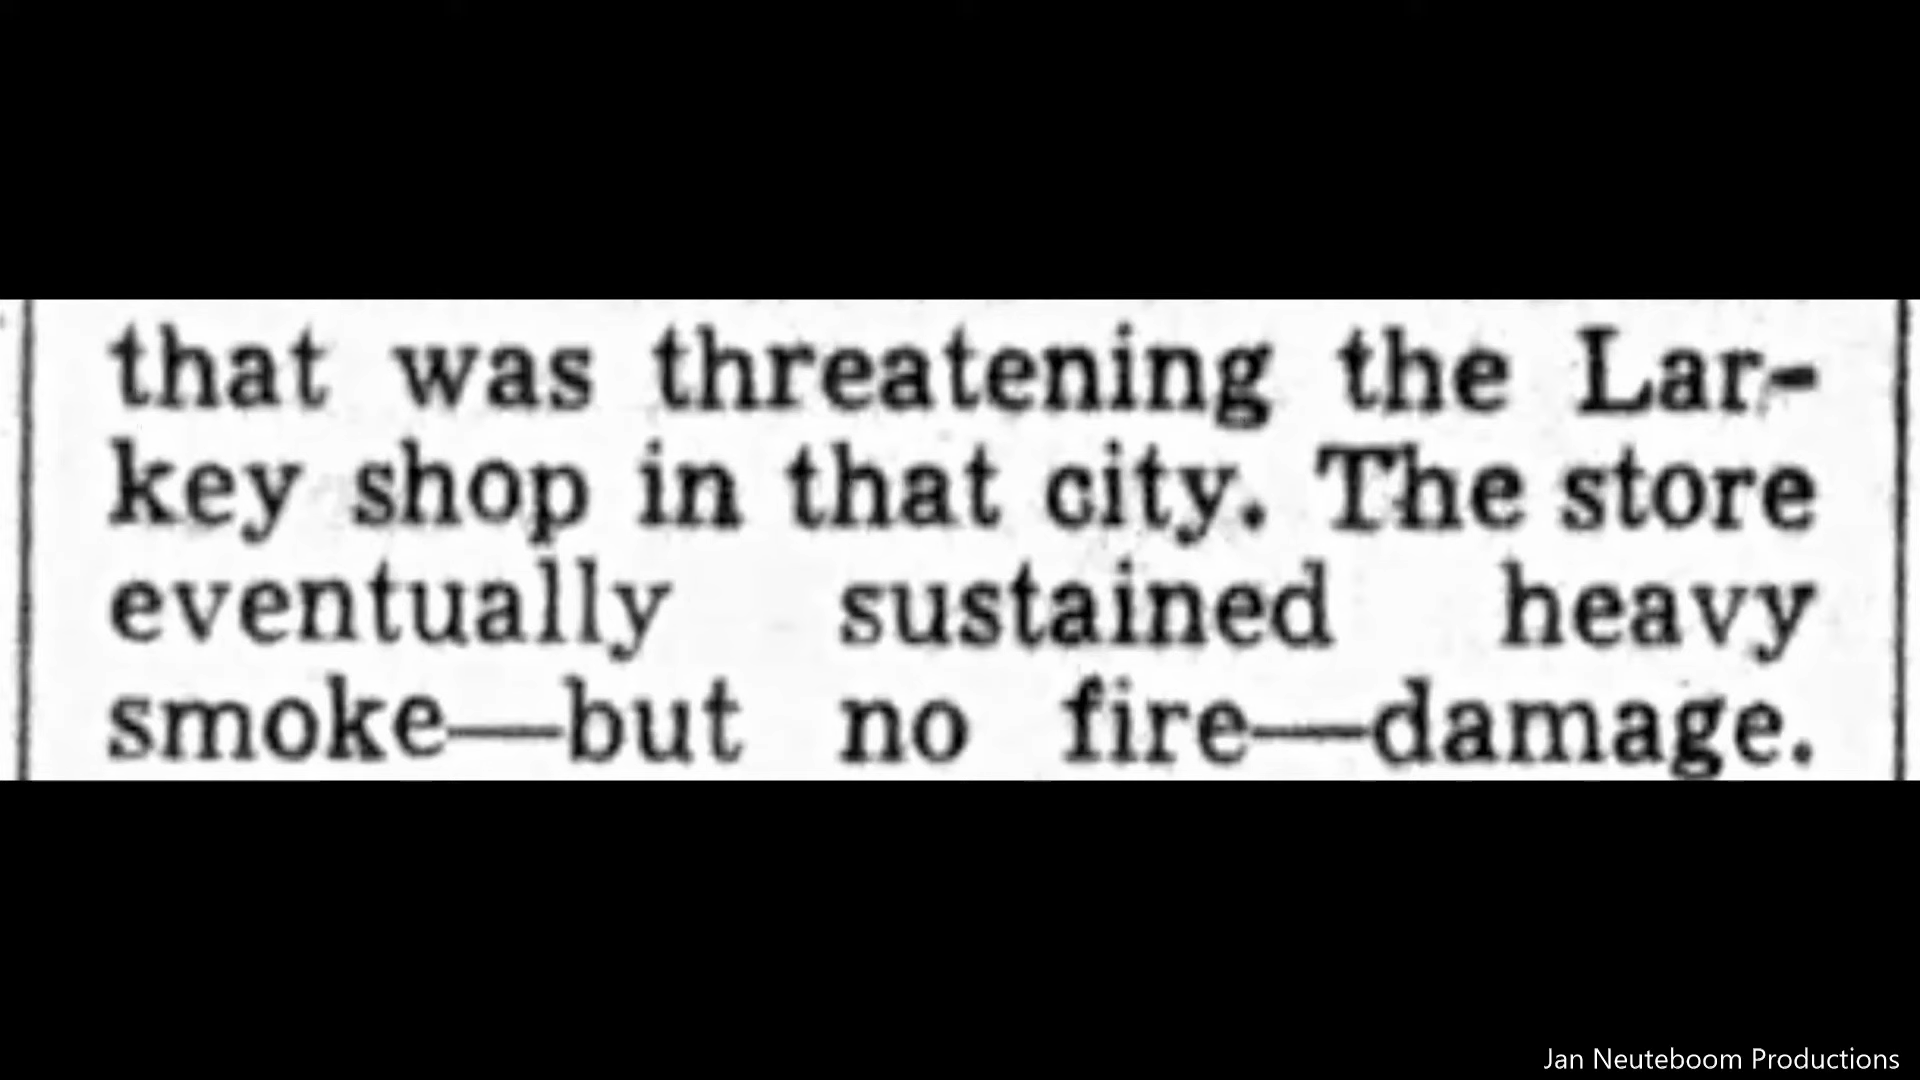 that was threatening the Lar-
key shop in that city. The store
eventually sustained heavy
smoke—but no fire—damage.
Jan Neuteboom Productions